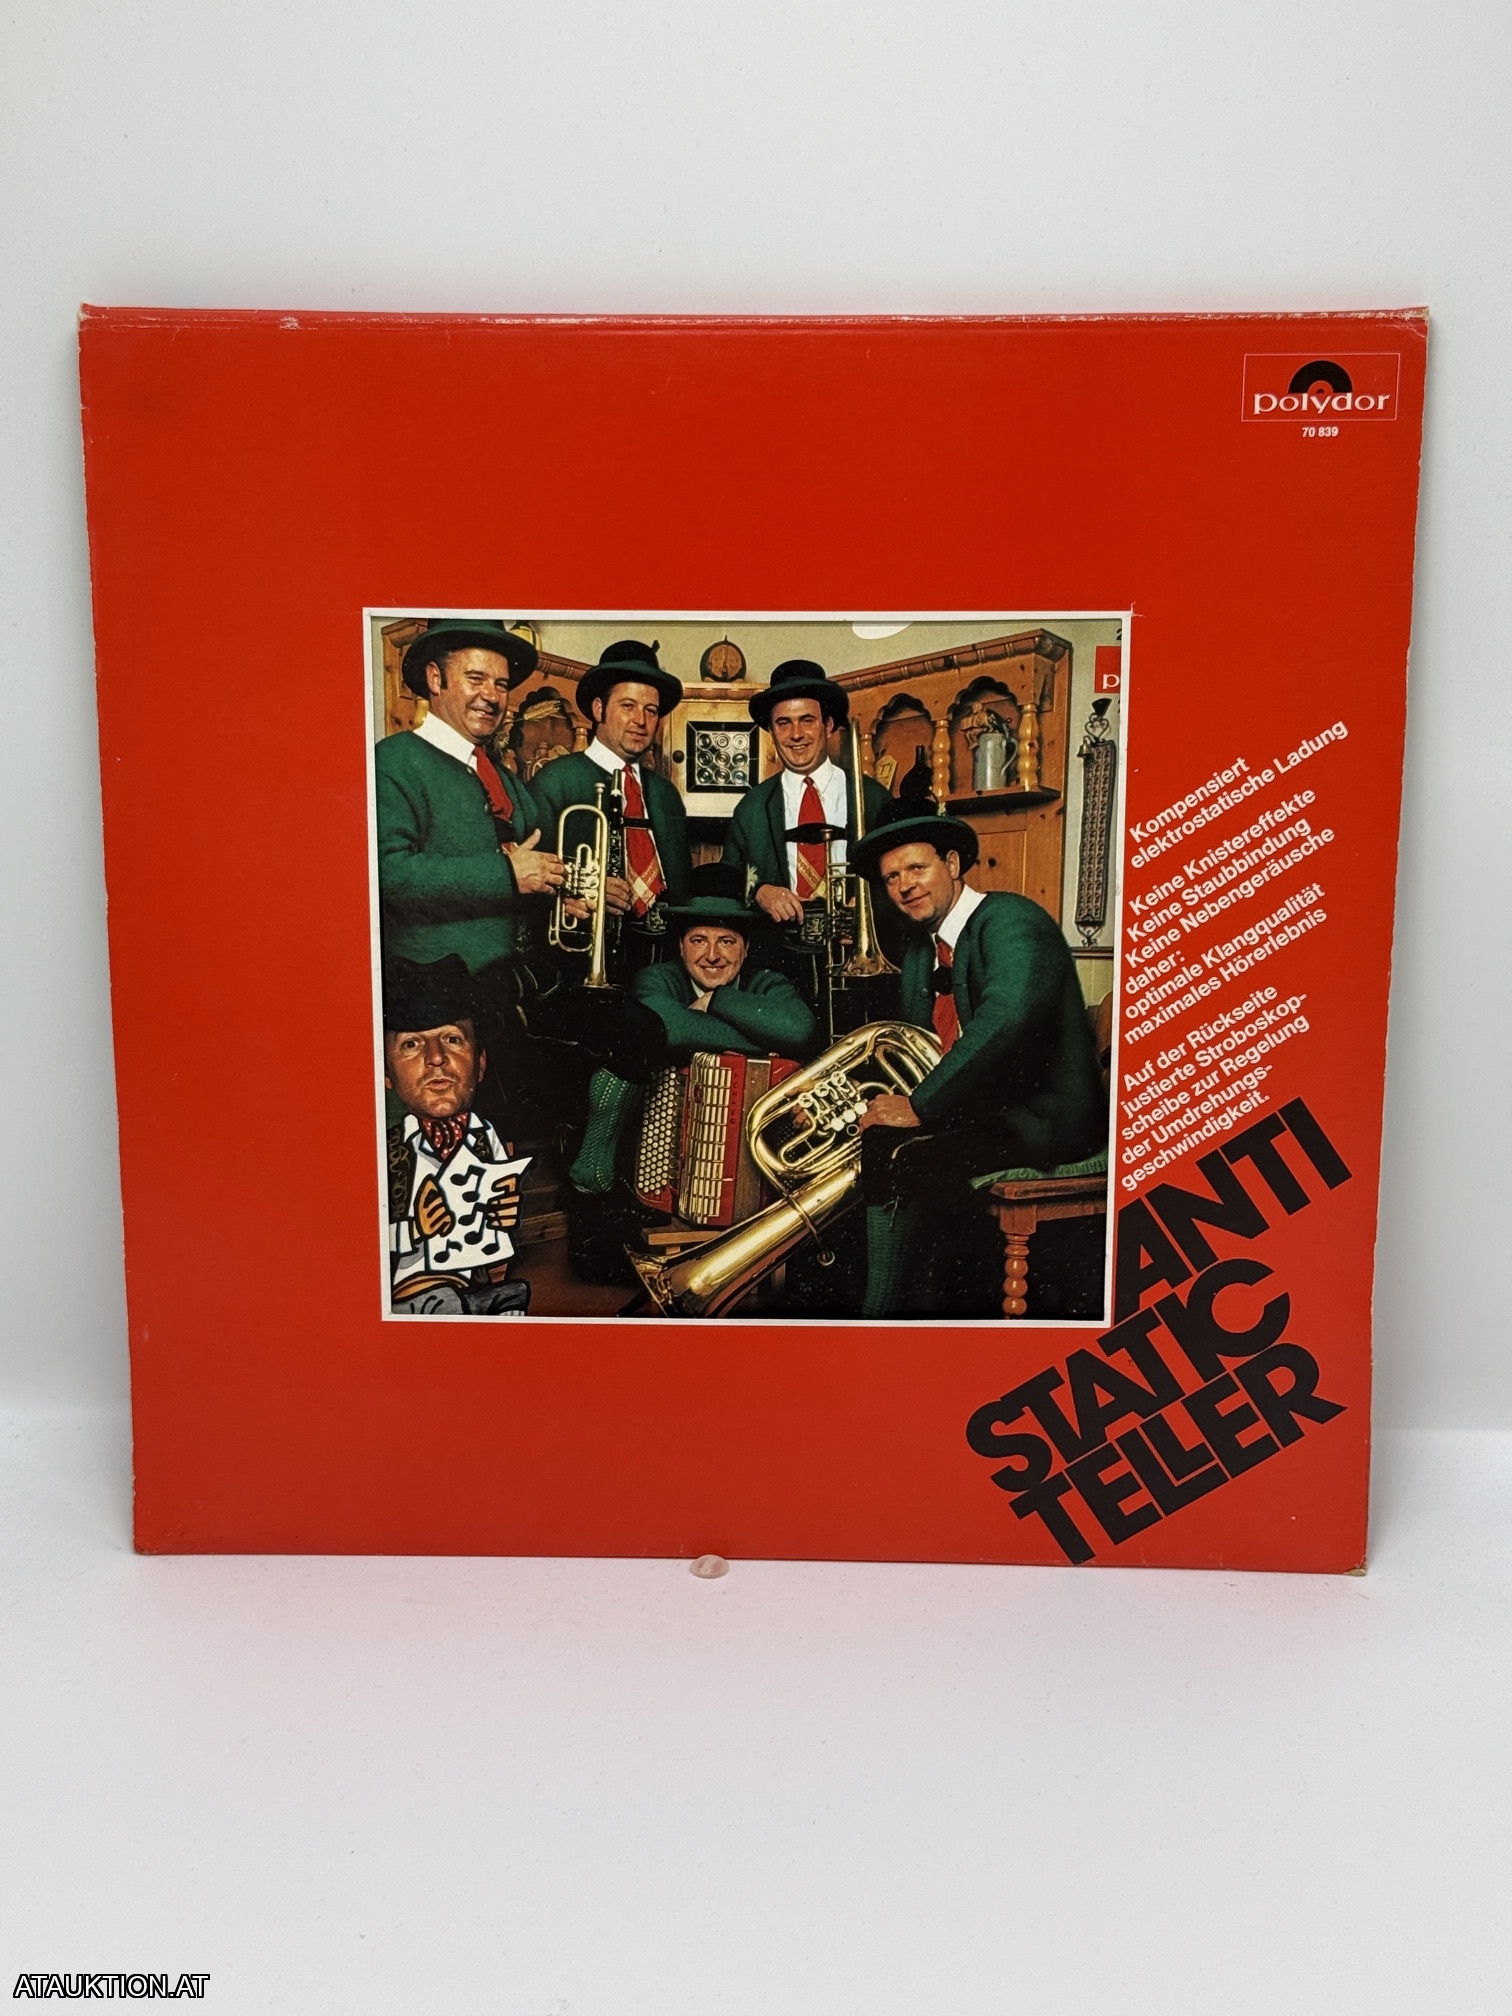 polydor
70 839
Kompensiert
elektrostatische Ladung
Keine Knistereffekte
Keine Staubbindung
Keine Nebengeräusche
daher:
optimale Klangqualität
maximales Hörerlebnis
Auf der Rückseite
justierte Stroboskop-
scheibe zur Regelung
der Umdrehungs-
geschwindigkeit.
ANTI
STATIC
TELLER
ATAUKTION.AT